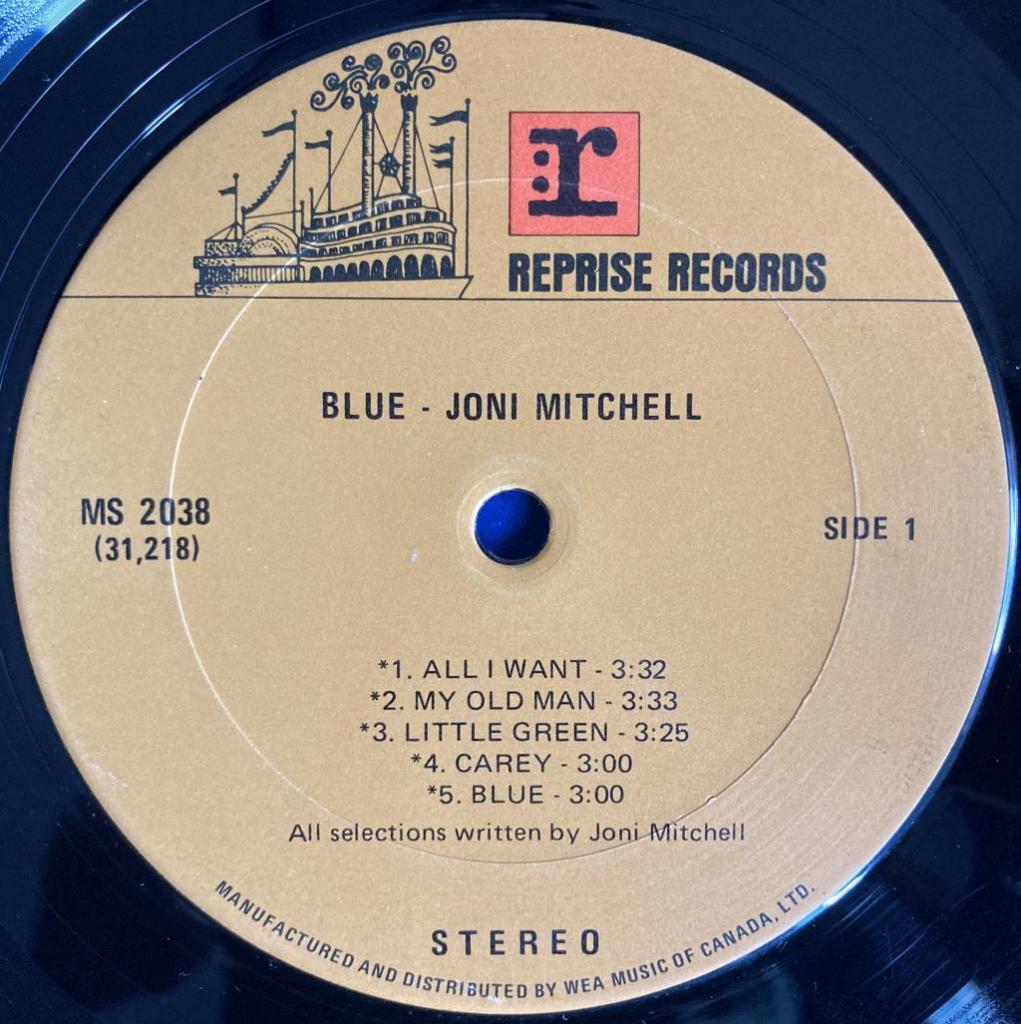 :r
REPRISE RECORDS
BLUE - JONI MITCHELL
MS 2038
(31,218)
SIDE 1
*1. ALL I WANT - 3:32
*2. MY OLD MAN - 3:33
*3. LITTLE GREEN - 3:25
*4. CAREY - 3:00
*5. BLUE - 3:00
All selections written by Joni Mitchell
STEREO
MANUFACTURED AND DISTRIBUTED BY WEA MUSIC OF CANADA, LTD.